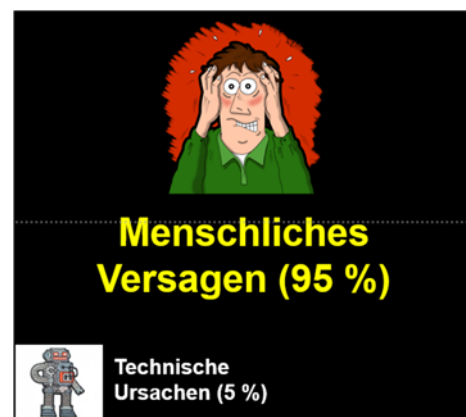 Menschliches
Versagen (95 %)
Technische
Ursachen (5 %)